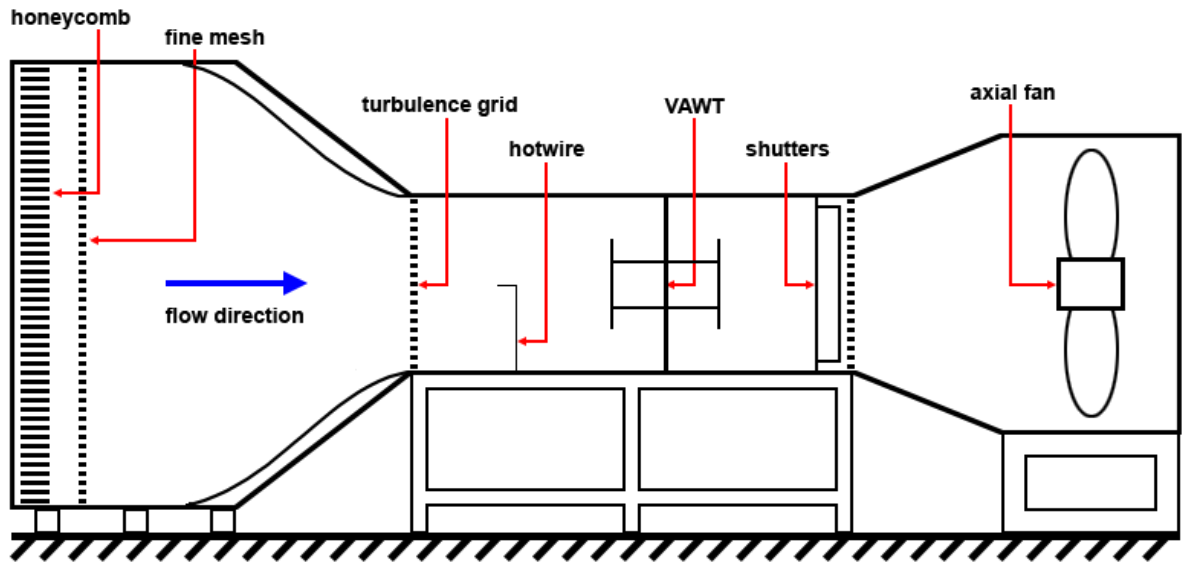 honeycomb
fine mesh
turbulence grid
hotwire
VAWT
shutters
axial fan
flow direction